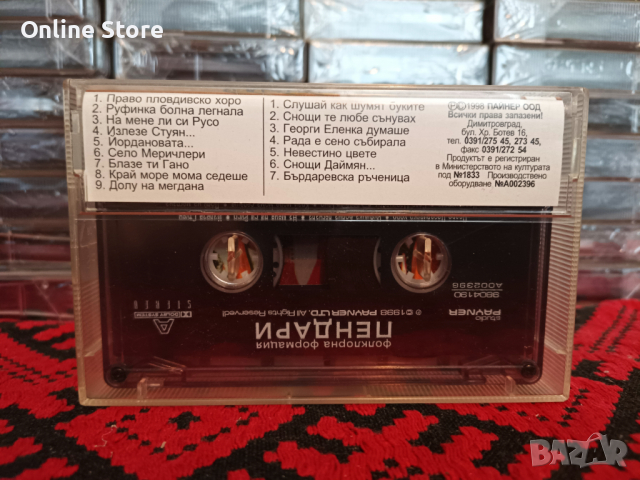 Online Store
1. Право пловдивско хоро
2. Руфинка болна легнала
3. На мене ли си Русо
4. Излезе Стуян...
5. Йордановата...
6. Село Меричлери
7. Блазе ти Гано
8. Край море мома седеше
9. Долу на мегдана
1. Слушай как шумят буките
2. Снощи те любе сънувах
3. Георги Еленка думаше
4. Рада е сено събирала
5. Невестино цвете
6. Снощи Даймян...
7. Бърдаревска ръченица
℗© 1998 ПАЙНЕР ООД
Всички права запазени!
Димитровград,
бул. Хр. Ботев 16,
тел. 0391/275 45, 273 45,
факс 0391/272 54
Продуктът е регистриран
в Министерството на културата
под №1833 Производствено
оборудване №А002396
A002396
9804190
studio
PAYNER
℗©1998 PAYNER LTD. All Rights Reserved.
ПЕНДАРИ
фолклорна формация
DOLBY SYSTEM
A
BAZAR